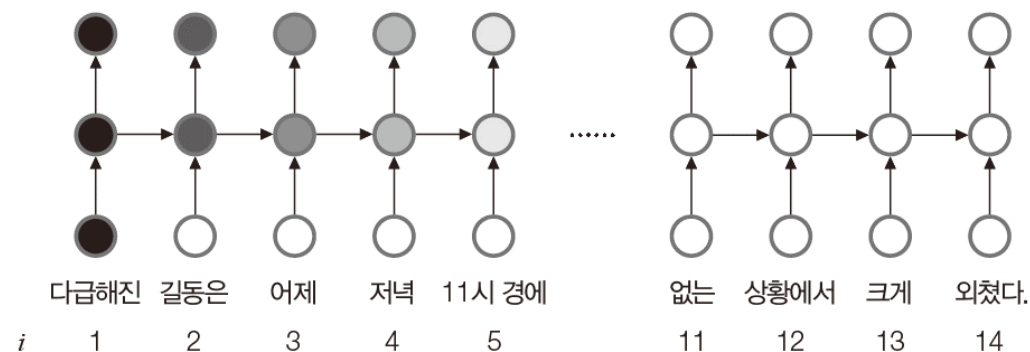 다급해진 길동은 어제 저녁 11시 경에 ...... 없는 상황에서 크게 외쳤다.
i 1 2 3 4 5 11 12 13 14